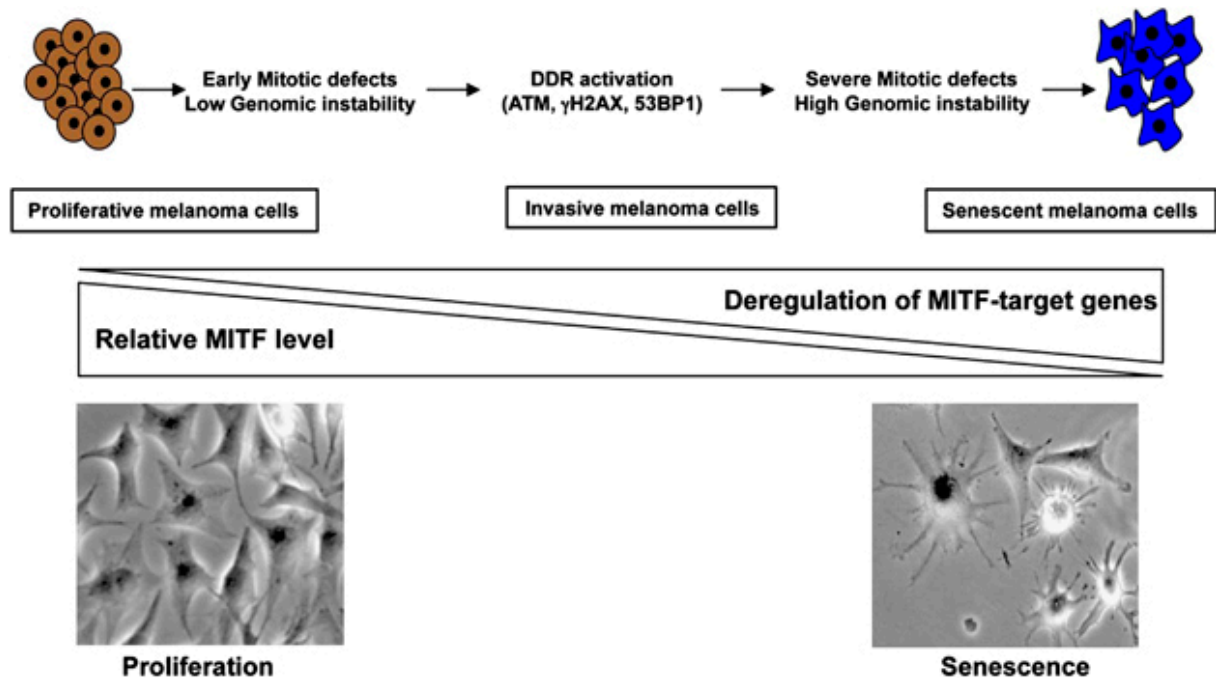 Early Mitotic defects
Low Genomic instability
DDR activation
(ATM, γH2AX, 53BP1)
Severe Mitotic defects
High Genomic instability
Proliferative melanoma cells
Invasive melanoma cells
Senescent melanoma cells
Deregulation of MITF-target genes
Relative MITF level
Proliferation
Senescence